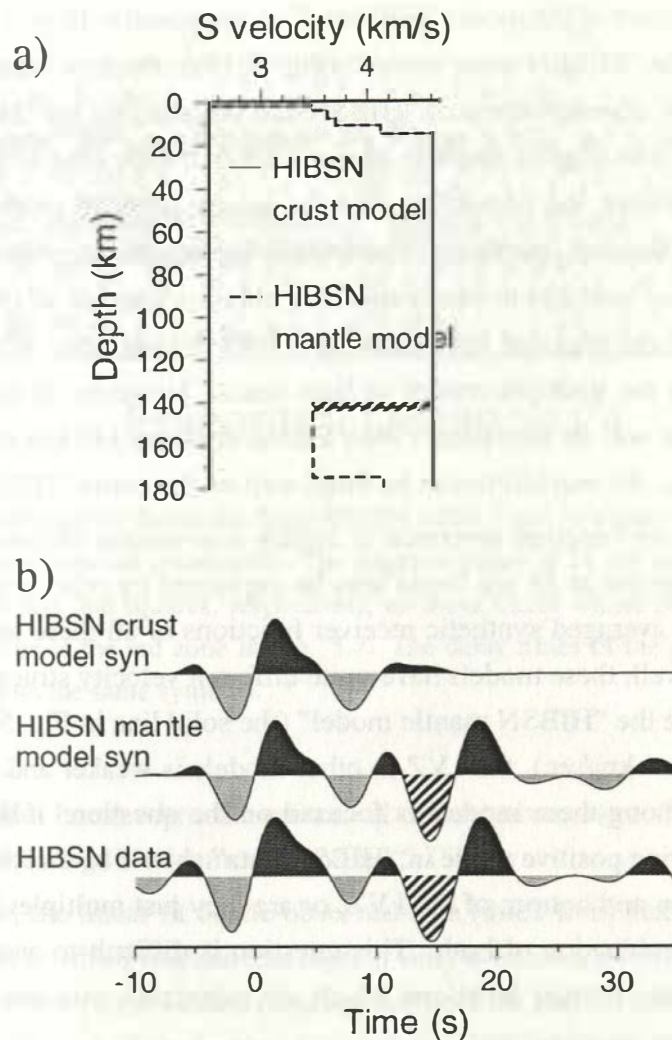 a)
S velocity (km/s)
3 4
0
20
40
60
80
100
120
140
160
180
Depth (km)
HIBSN
crust model
HIBSN
mantle model
b)
HIBSN crust
model syn
HIBSN mantle
model syn
HIBSN data
-10 0 10 20 30
Time (s)